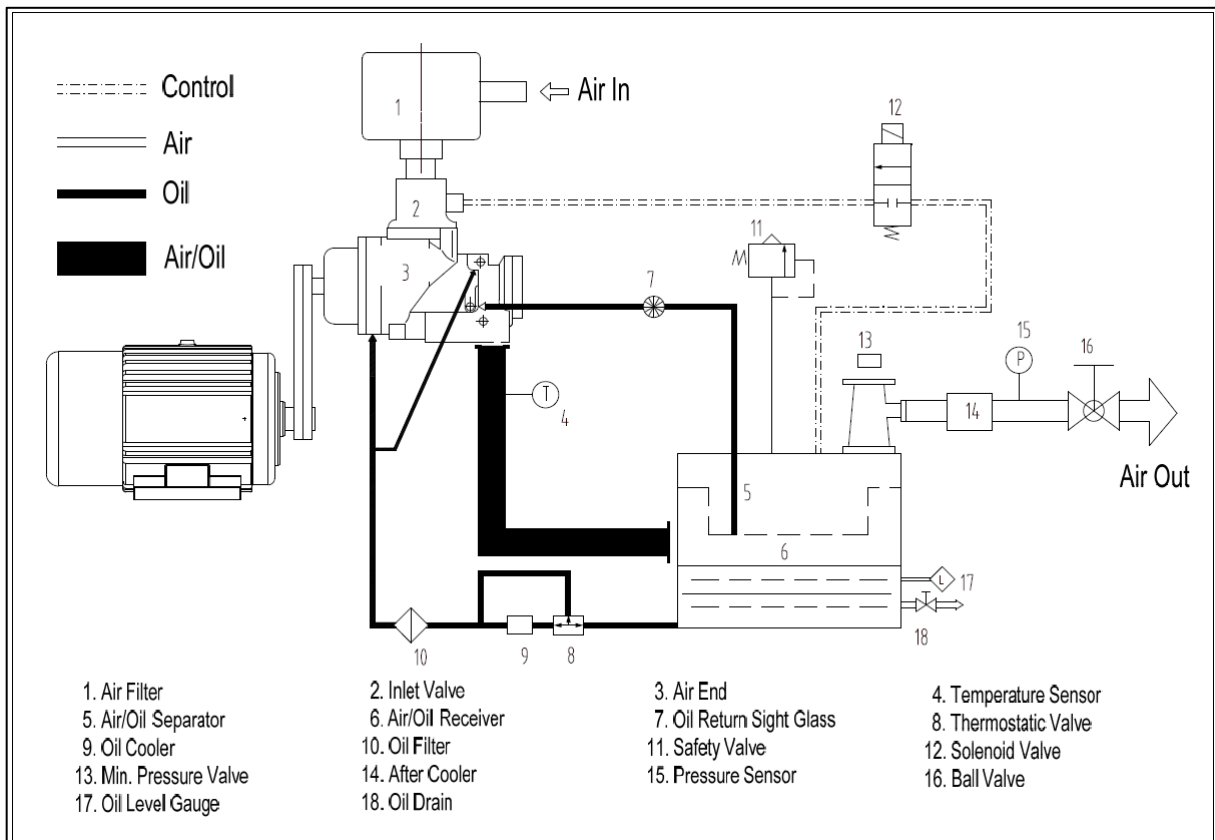 Control
Air
Oil
Air/Oil
Air In
Air Out
1
2
3
4
5
6
7
8
9
10
11
12
13
14
15
16
17
18
T
P
L
1. Air Filter
2. Inlet Valve
3. Air End
4. Temperature Sensor
5. Air/Oil Separator
6. Air/Oil Receiver
7. Oil Return Sight Glass
8. Thermostatic Valve
9. Oil Cooler
10. Oil Filter
11. Safety Valve
12. Solenoid Valve
13. Min. Pressure Valve
14. After Cooler
15. Pressure Sensor
16. Ball Valve
17. Oil Level Gauge
18. Oil Drain